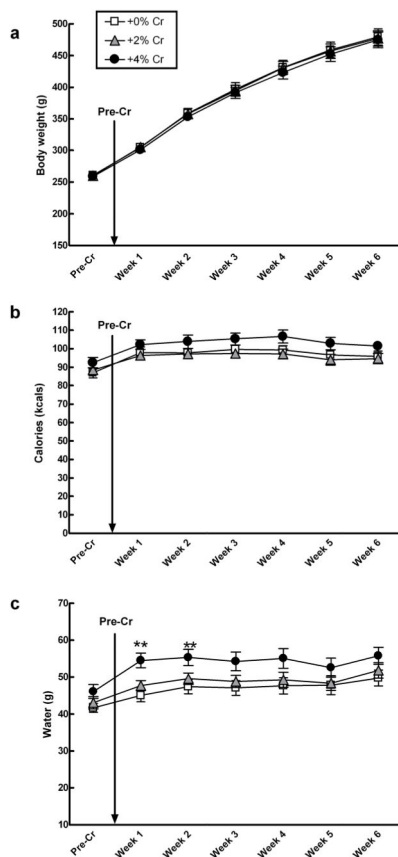 a
+0% Cr
+2% Cr
+4% Cr
500
450
400
350
300
250
200
150
Body weight (g)
Pre-Cr
Pre-Cr
Week 1
Week 2
Week 3
Week 4
Week 5
Week 6
b
120
110
100
90
80
70
60
50
40
30
20
10
0
Calories (kcals)
Pre-Cr
Pre-Cr
Week 1
Week 2
Week 3
Week 4
Week 5
Week 6
c
70
60
50
40
30
20
10
Water (g)
Pre-Cr
**
**
Pre-Cr
Week 1
Week 2
Week 3
Week 4
Week 5
Week 6